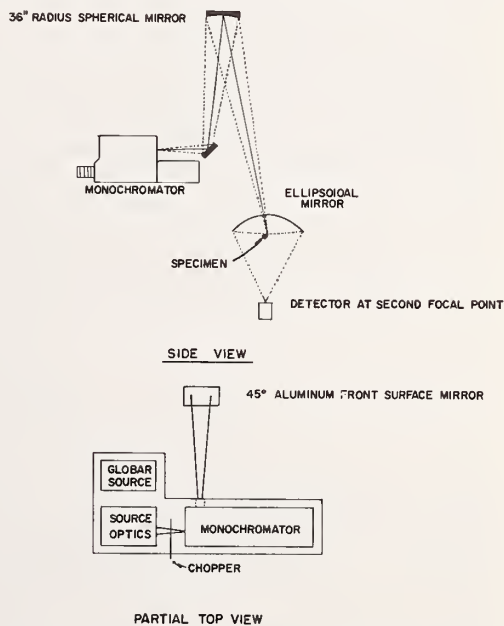 36" RADIUS SPHERICAL MIRROR
MONOCHROMATOR
ELLIPSOIDAL
MIRROR
SPECIMEN
DETECTOR AT SECOND FOCAL POINT
SIDE VIEW
45° ALUMINUM FRONT SURFACE MIRROR
GLOBAR
SOURCE
SOURCE
OPTICS
MONOCHROMATOR
CHOPPER
PARTIAL TOP VIEW